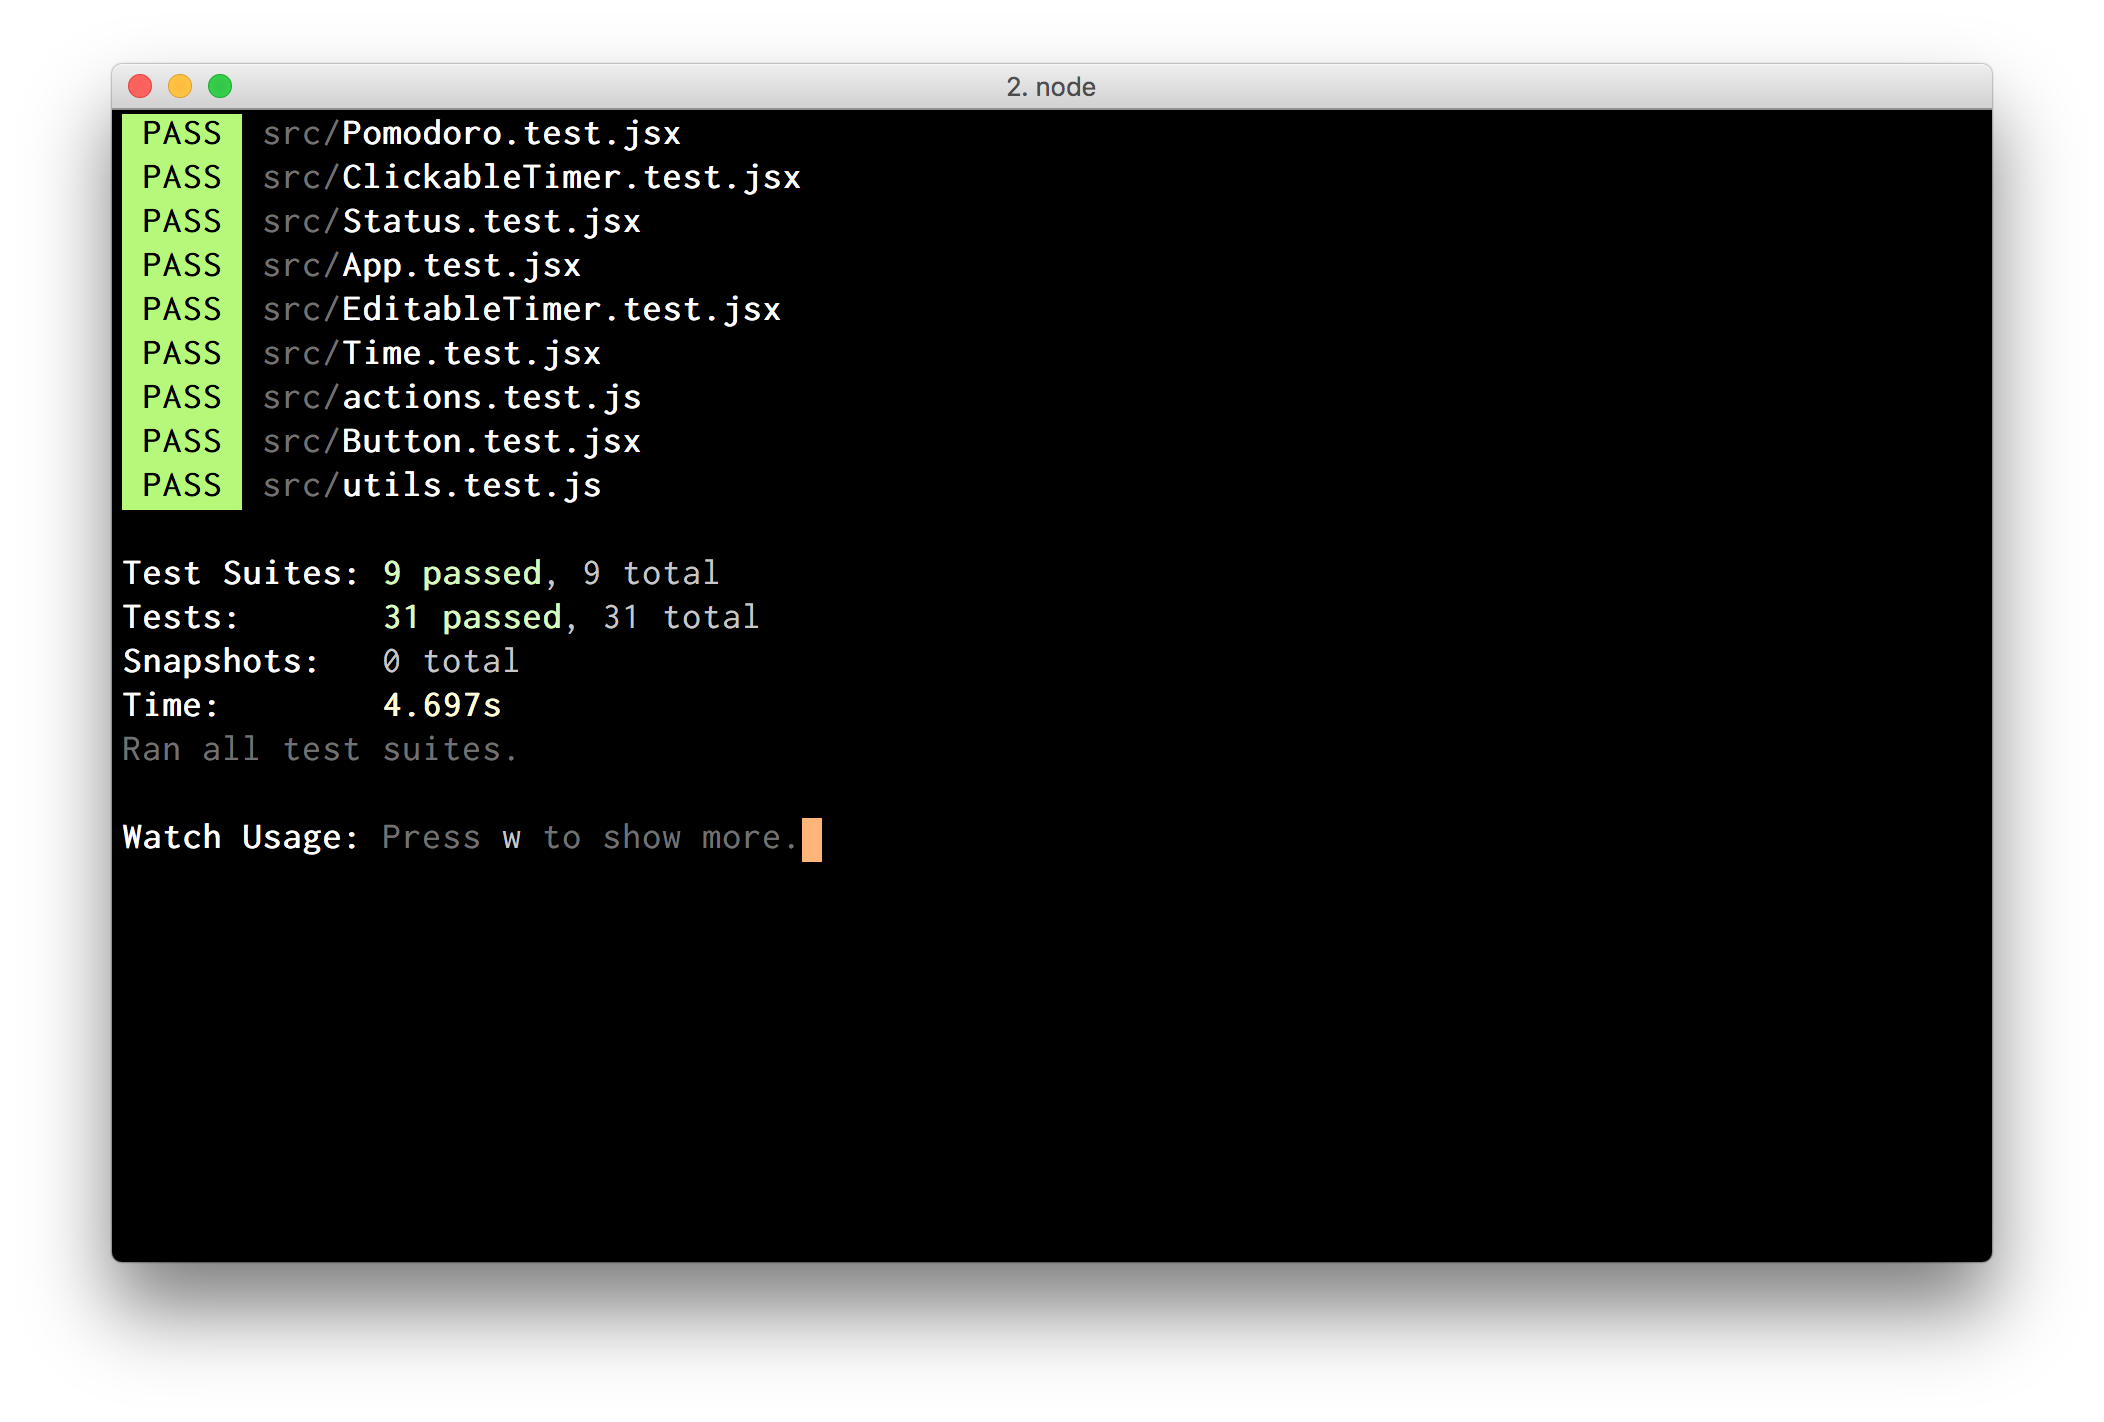 2. node
PASS src/Pomodoro.test.jsx
PASS src/ClickableTimer.test.jsx
PASS src/Status.test.jsx
PASS src/App.test.jsx
PASS src/EditableTimer.test.jsx
PASS src/Time.test.jsx
PASS src/actions.test.js
PASS src/Button.test.jsx
PASS src/utils.test.js
Test Suites: 9 passed, 9 total
Tests: 31 passed, 31 total
Snapshots: 0 total
Time: 4.697s
Ran all test suites.
Watch Usage: Press w to show more.